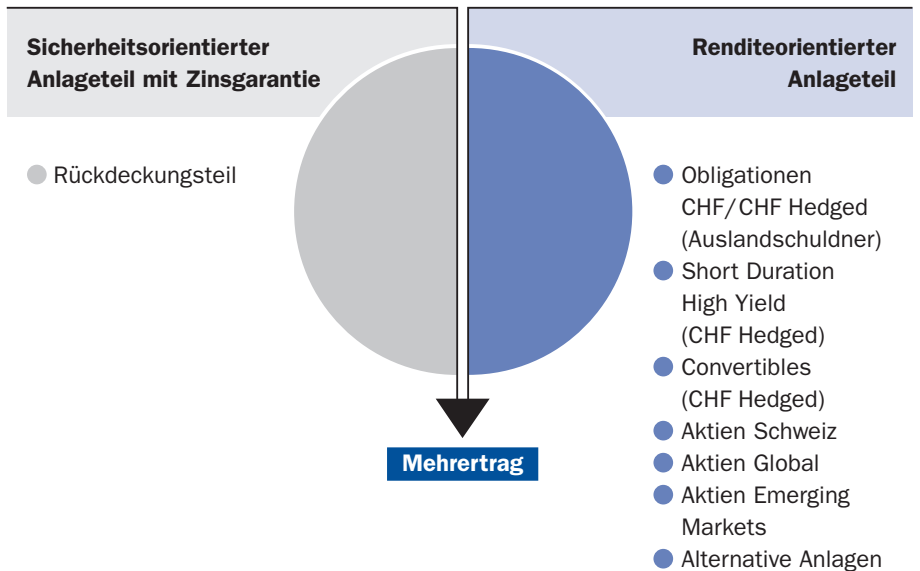 Sicherheitsorientierter
Anlageteil mit Zinsgarantie
Rückdeckungsteil
Renditeorientierter
Anlageteil
Obligationen
CHF/CHF Hedged
(Auslandschuldner)
Short Duration
High Yield
(CHF Hedged)
Convertibles
(CHF Hedged)
Aktien Schweiz
Aktien Global
Aktien Emerging
Markets
Alternative Anlagen
Mehrertrag